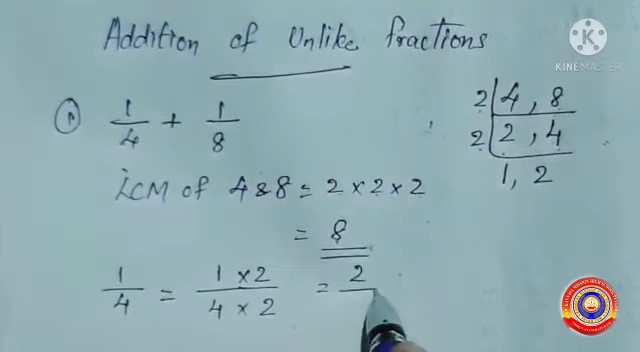 Addition of Unlike fractions
KINEMASTER
① 1/4 + 1/8
2 | 4, 8
2 | 2, 4
1, 2
LCM of 4 & 8 = 2 × 2 × 2
= 8
1/4 = 1 × 2 / 4 × 2 = 2/